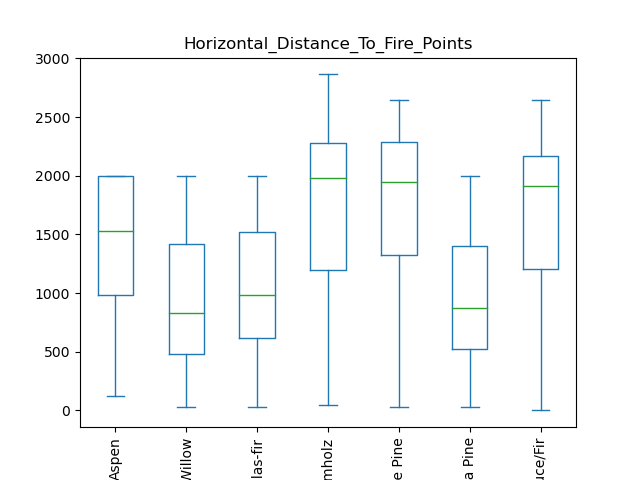 Horizontal_Distance_To_Fire_Points
3000
2500
2000
1500
1000
500
0
Aspen
Willow
las-fir
mholz
e Pine
a Pine
uce/Fir